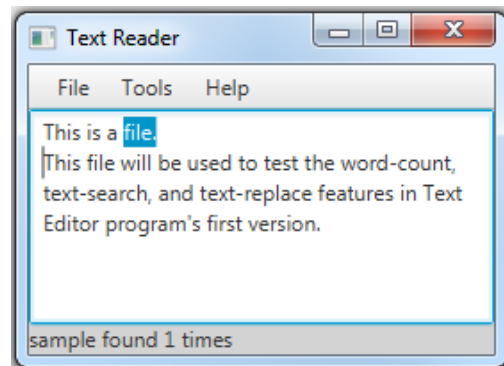 Text Reader
File Tools Help
This is a file.
This file will be used to test the word-count,
text-search, and text-replace features in Text
Editor program's first version.
sample found 1 times